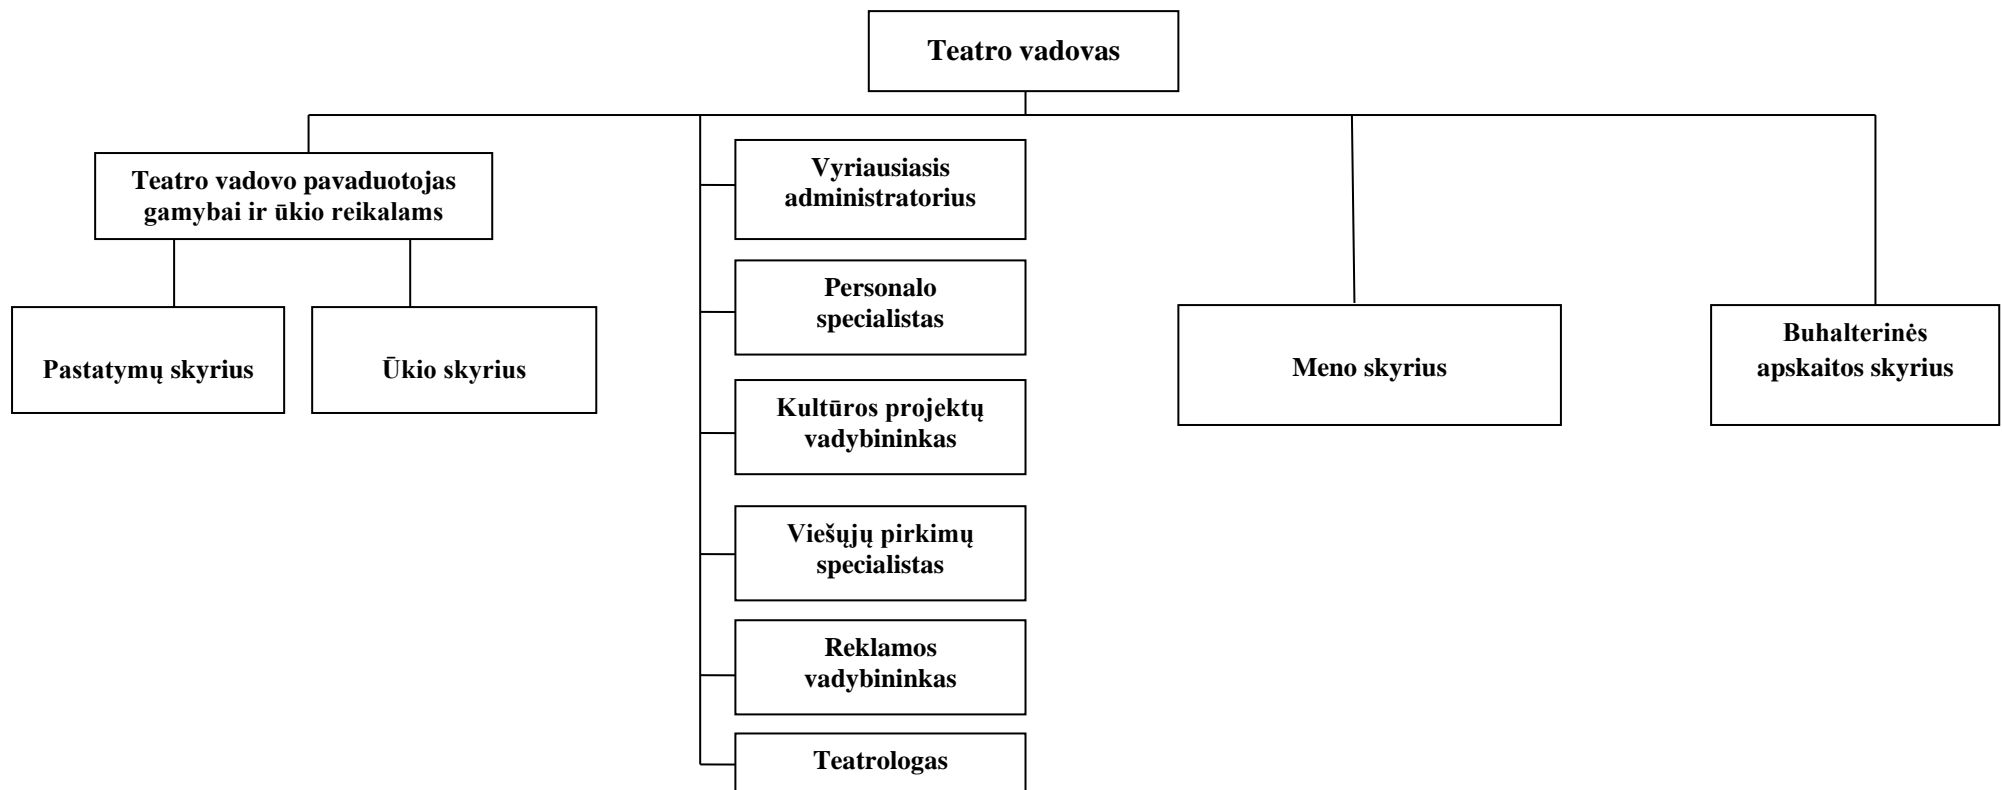 Teatro vadovas
Teatro vadovo pavaduotojas
gamybai ir ūkio reikalams
Pastatymų skyrius
Ūkio skyrius
Vyriausiasis
administratorius
Personalo
specialistas
Kultūros projektų
vadybininkas
Viešųjų pirkimų
specialistas
Reklamos
vadybininkas
Teatrologas
Meno skyrius
Buhalterinės
apskaitos skyrius